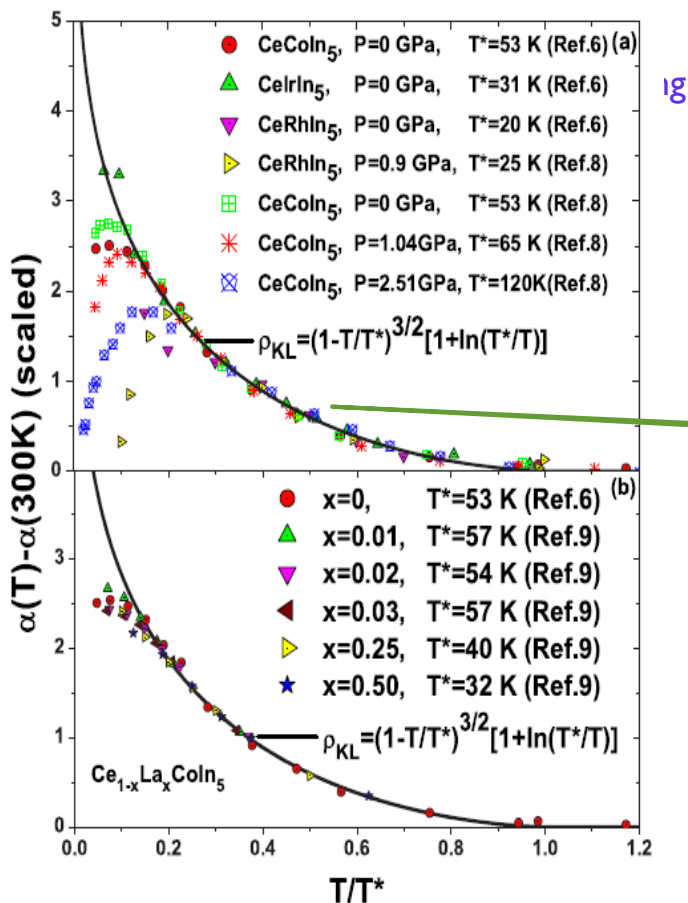 5
4
3
2
1
0
CeCoIn5, P=0 GPa, T*=53 K (Ref.6) (a)
CeIrIn5, P=0 GPa, T*=31 K (Ref.6)
CeRhIn5, P=0 GPa, T*=20 K (Ref.6)
CeRhIn5, P=0.9 GPa, T*=25 K (Ref.8)
CeCoIn5, P=0 GPa, T*=53 K (Ref.8)
CeCoIn5, P=1.04GPa, T*=65 K (Ref.8)
CeCoIn5, P=2.51GPa, T*=120K(Ref.8)
ρKL=(1-T/T*)3/2[1+ln(T*/T)]
α(T)-α(300K) (scaled)
3
2
1
0
(b)
x=0, T*=53 K (Ref.6)
x=0.01, T*=57 K (Ref.9)
x=0.02, T*=54 K (Ref.9)
x=0.03, T*=57 K (Ref.9)
x=0.25, T*=40 K (Ref.9)
x=0.50, T*=32 K (Ref.9)
ρKL=(1-T/T*)3/2[1+ln(T*/T)]
Ce1-xLaxCoIn5
0.0 0.2 0.4 0.6 0.8 1.0 1.2
T/T*